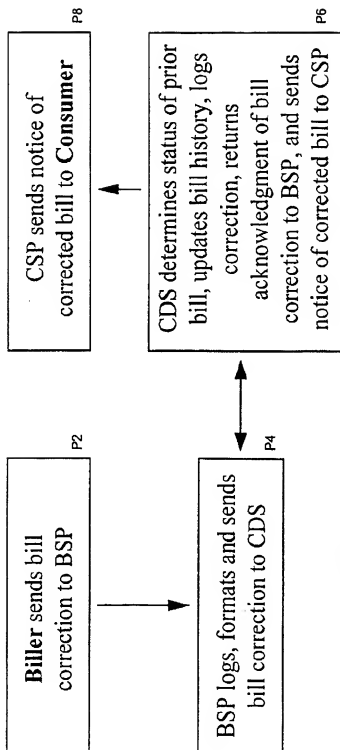 Biller sends bill
correction to BSP
P2
BSP logs, formats and sends
bill correction to CDS
P4
CDS determines status of prior
bill, updates bill history, logs
correction, returns
acknowledgment of bill
correction to BSP, and sends
notice of corrected bill to CSP
P6
CSP sends notice of
corrected bill to Consumer
P8